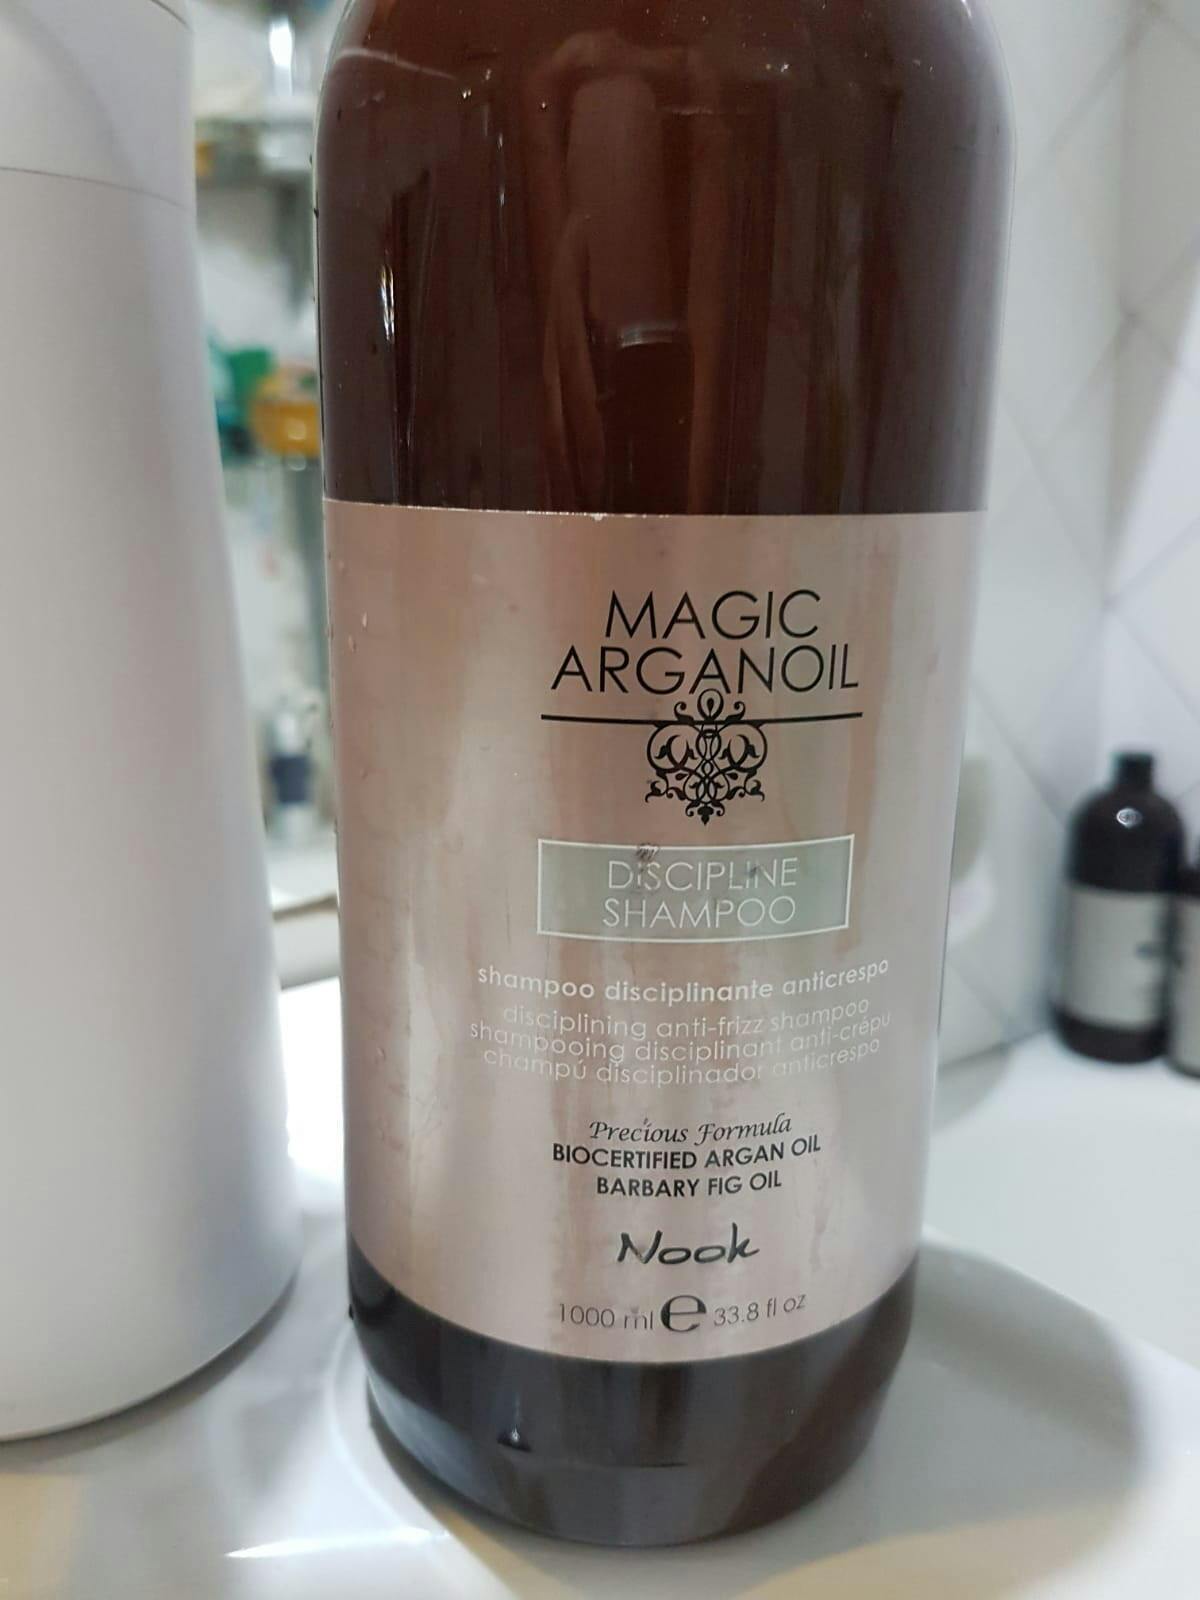 MAGIC
ARGANOIL
DISCIPLINE
SHAMPOO
shampoo disciplinante anticrespo
disciplining anti-frizz shampoo
shampooing disciplinant anti-crépu
champú disciplinador anticrespo
Precious Formula
BIOCERTIFIED ARGAN OIL
BARBARY FIG OIL
Nook
1000 ml e 33.8 fl oz